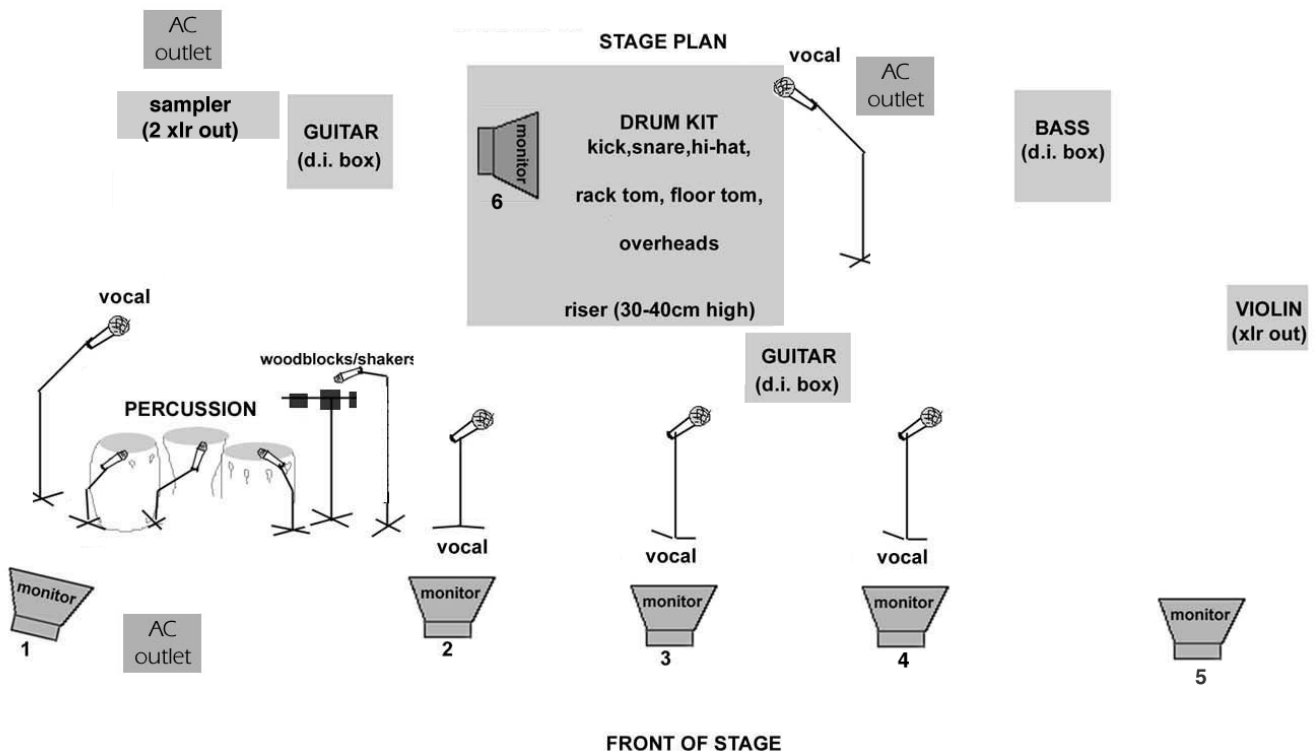 AC
outlet
STAGE PLAN
vocal
AC
outlet
sampler
(2 xlr out)
GUITAR
(d.i. box)
monitor
6
DRUM KIT
kick,snare,hi-hat,
rack tom, floor tom,
overheads
riser (30-40cm high)
BASS
(d.i. box)
vocal
VIOLIN
(xlr out)
woodblocks/shakers
GUITAR
(d.i. box)
PERCUSSION
vocal
vocal
vocal
monitor
1
AC
outlet
monitor
2
monitor
3
monitor
4
monitor
5
FRONT OF STAGE